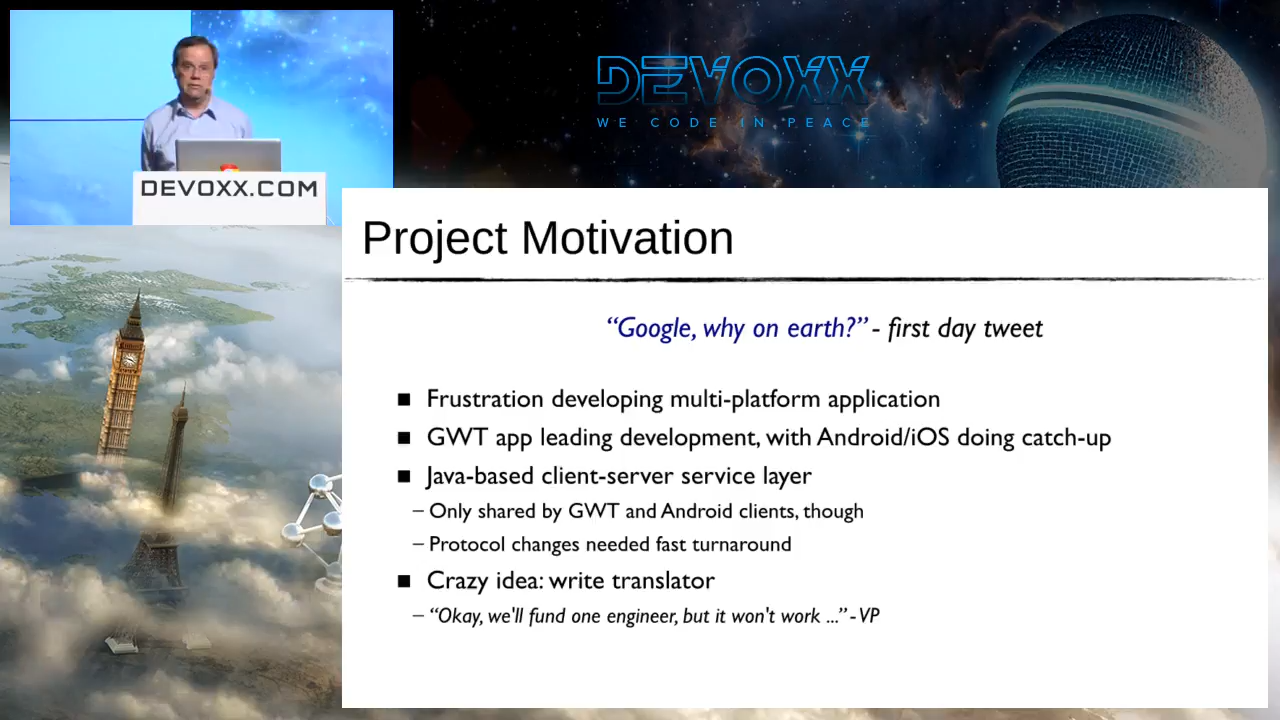 DEVOXX
WE CODE IN PEACE
DEVOXX.COM
Project Motivation
“Google, why on earth?” - first day tweet
■ Frustration developing multi-platform application
■ GWT app leading development, with Android/iOS doing catch-up
■ Java-based client-server service layer
– Only shared by GWT and Android clients, though
– Protocol changes needed fast turnaround
■ Crazy idea: write translator
– “Okay, we'll fund one engineer, but it won't work ...” - VP